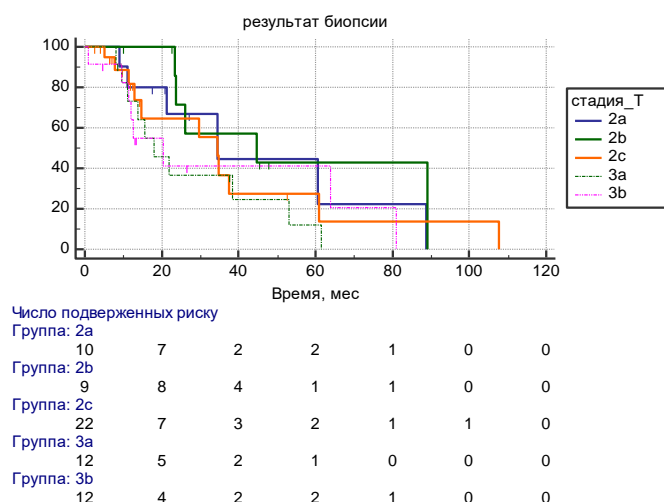 результат биопсии
100
80
60
40
20
0
0 20 40 60 80 100 120
Время, мес
стадия_T
2a
2b
2c
3a
3b
Число подверженных риску
Группа: 2a
10 7 2 2 1 0 0
Группа: 2b
9 8 4 1 1 0 0
Группа: 2c
22 7 3 2 1 1 0
Группа: 3a
12 5 2 1 0 0 0
Группа: 3b
12 4 2 2 1 0 0